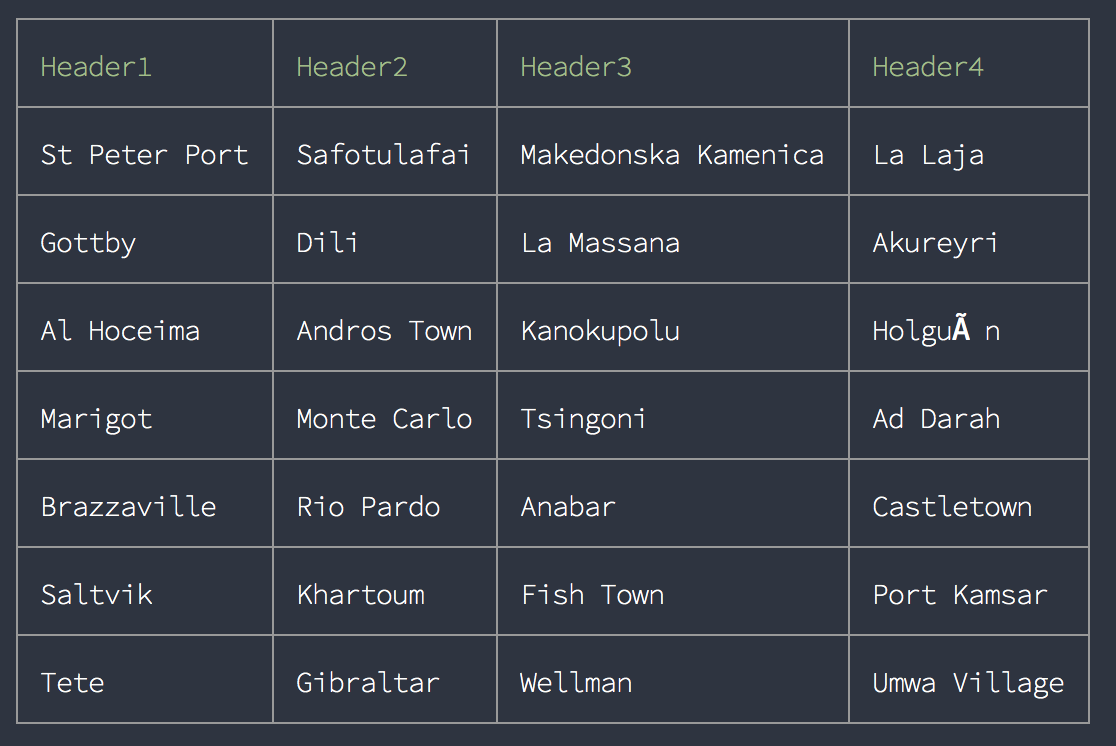 Header1 Header2 Header3 Header4
St Peter Port Safotulafai Makedonska Kamenica La Laja
Gottby Dili La Massana Akureyri
Al Hoceima Andros Town Kanokupolu Holguà n
Marigot Monte Carlo Tsingoni Ad Darah
Brazzaville Rio Pardo Anabar Castletown
Saltvik Khartoum Fish Town Port Kamsar
Tete Gibraltar Wellman Umwa Village